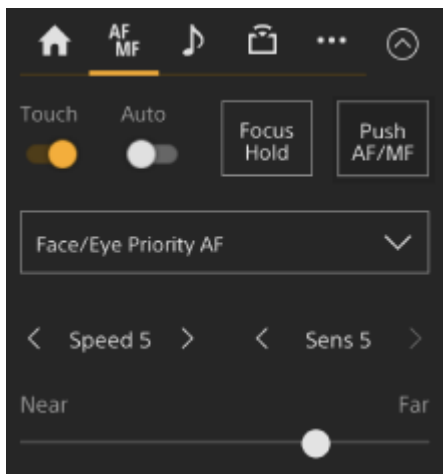 AF
MF
Touch
Auto
Focus
Hold
Push
AF/MF
Face/Eye Priority AF
Speed 5
Sens 5
Near
Far